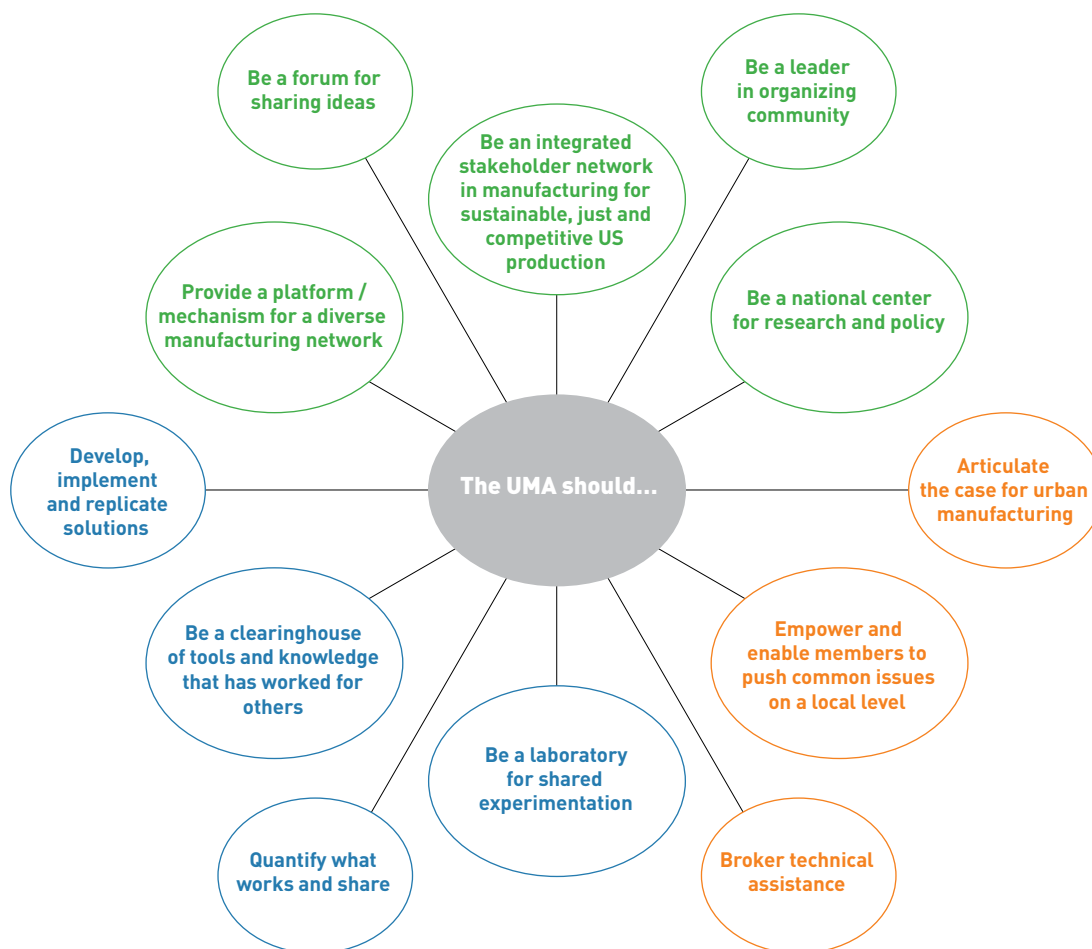 Be a forum for
sharing ideas
Be a leader
in organizing
community
Be an integrated
stakeholder network
in manufacturing for
sustainable, just and
competitive US
production
Provide a platform /
mechanism for a diverse
manufacturing network
Be a national center
for research and policy
Develop,
implement
and replicate
solutions
The UMA should...
Articulate
the case for urban
manufacturing
Be a clearinghouse
of tools and knowledge
that has worked for
others
Empower and
enable members to
push common issues
on a local level
Be a laboratory
for shared
experimentation
Quantify what
works and share
Broker technical
assistance